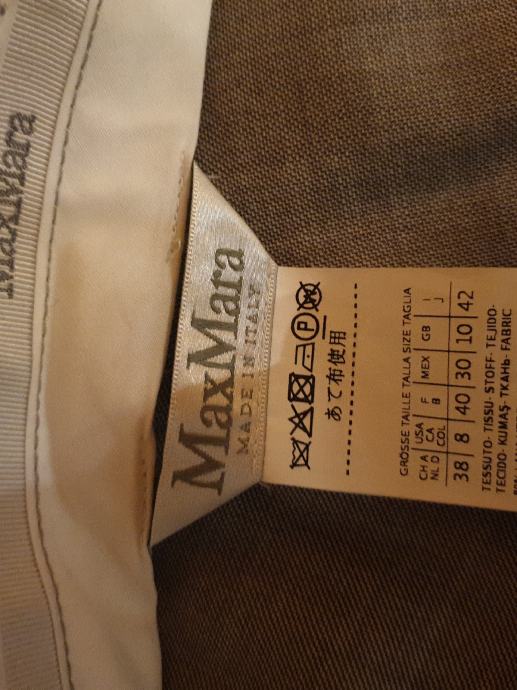 MaxMara
MaxMara
MADE IN ITALY
P
あて布使用
GROSSE TAILLE TALLA SIZE TAGLIA
CH A USA F MEX GB I
NL D CA B J
COL
38 8 40 30 10 42
TESSUTO· TISSU· STOFF· TEJIDO·
TECIDO· KUMAŞ· ТКАНЬ· FABRIC